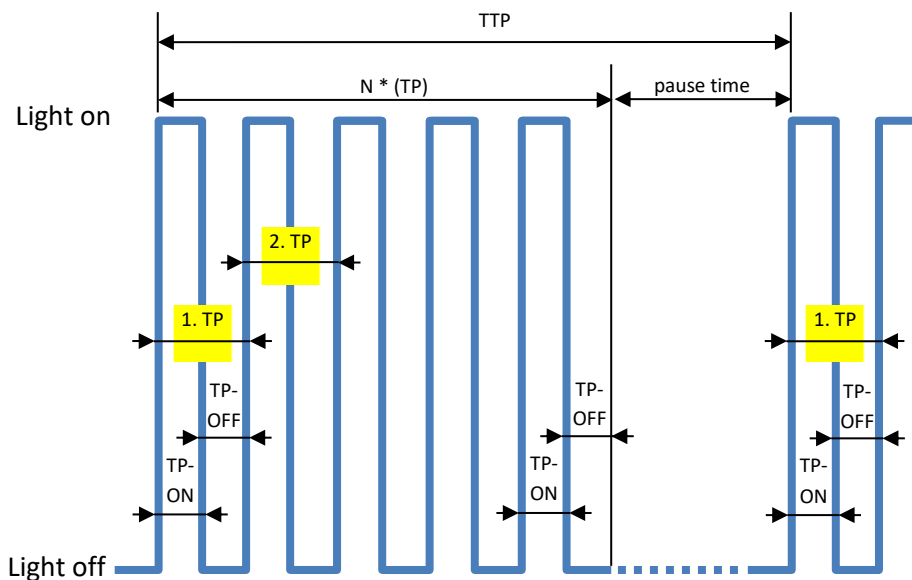 TTP
N * (TP)
pause time
Light on
2. TP
1. TP
1. TP
TP-
OFF
TP-
OFF
TP-
OFF
TP-
ON
TP-
ON
TP-
ON
Light off